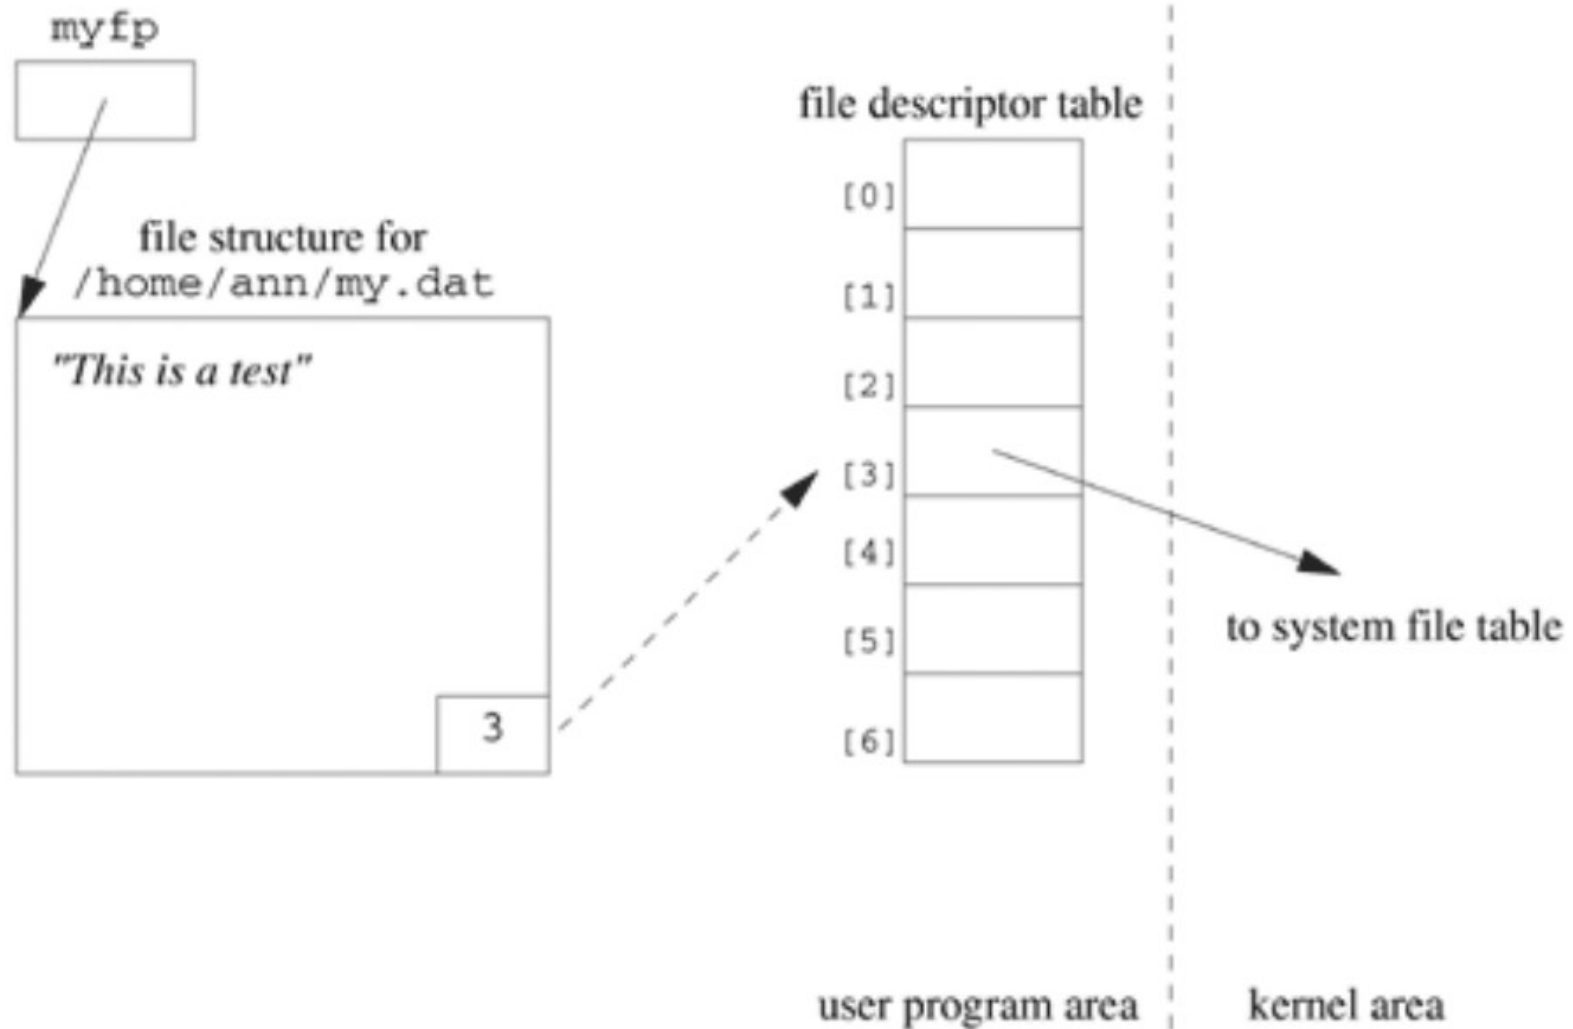 myfp
file structure for
/home/ann/my.dat
"This is a test"
3
file descriptor table
[0]
[1]
[2]
[3]
[4]
[5]
[6]
to system file table
user program area
kernel area